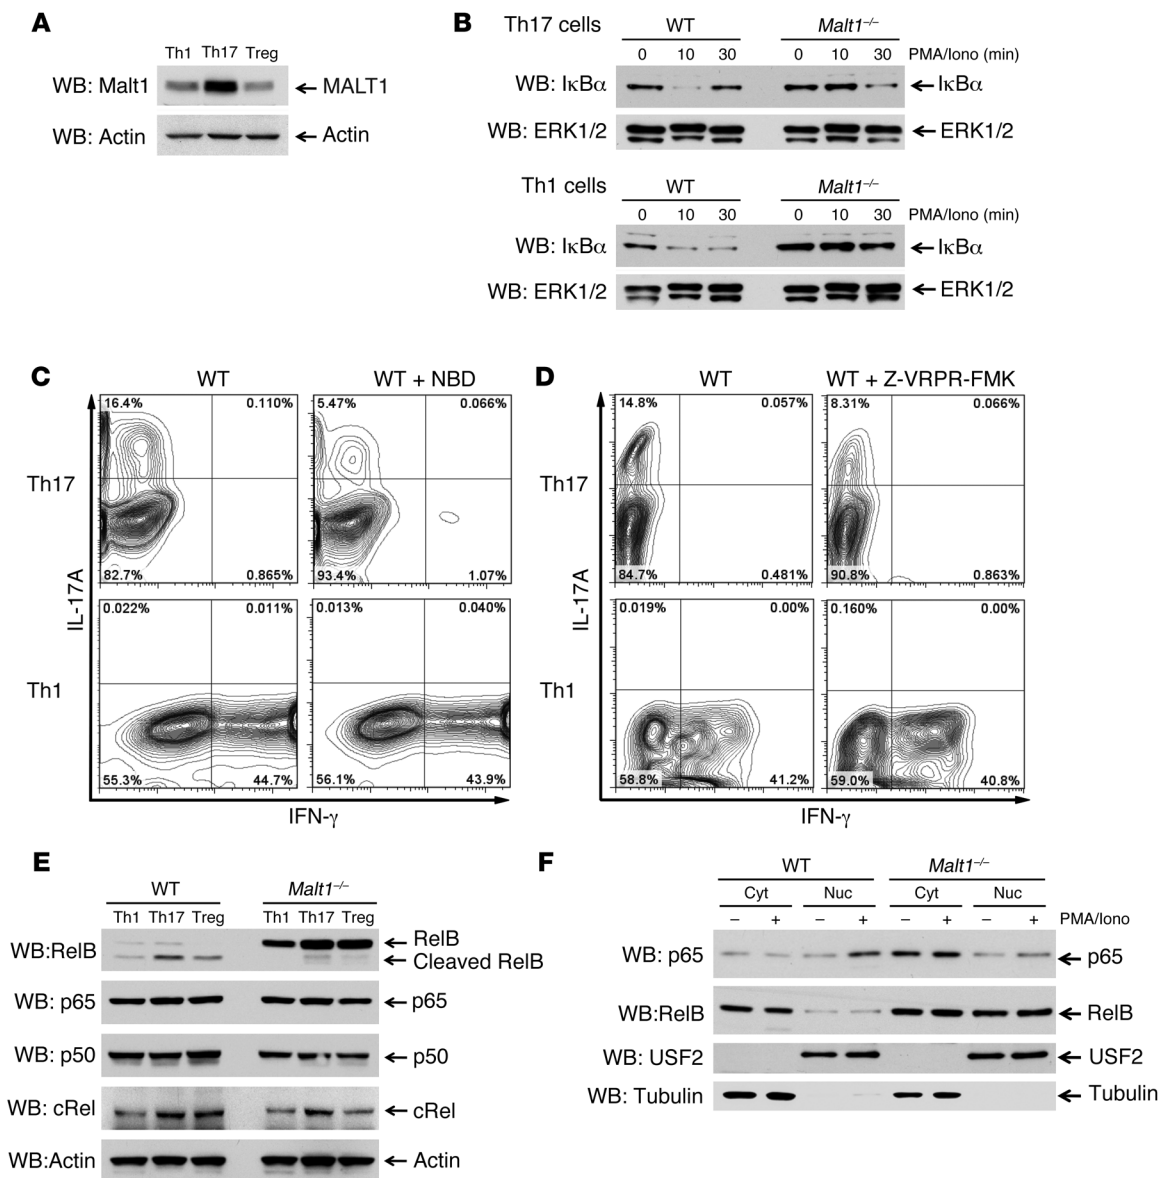 A
Th1 Th17 Treg
WB: Malt1 ← MALT1
WB: Actin ← Actin
B
Th17 cells WT Malt1–/–
0 10 30 0 10 30 PMA/Iono (min)
WB: IκBα ← IκBα
WB: ERK1/2 ← ERK1/2
Th1 cells WT Malt1–/–
0 10 30 0 10 30 PMA/Iono (min)
WB: IκBα ← IκBα
WB: ERK1/2 ← ERK1/2
C
WT WT + NBD
16.4% 0.110% 5.47% 0.066%
Th17
82.7% 0.865% 93.4% 1.07%
0.022% 0.011% 0.013% 0.040%
Th1
55.3% 44.7% 56.1% 43.9%
IL-17A
IFN-γ
D
WT WT + Z-VRPR-FMK
14.8% 0.057% 8.31% 0.066%
Th17
84.7% 0.481% 90.8% 0.863%
0.019% 0.00% 0.160% 0.00%
Th1
58.8% 41.2% 59.0% 40.8%
IL-17A
IFN-γ
E
WT Malt1–/–
Th1 Th17 Treg Th1 Th17 Treg
WB:RelB ← RelB
← Cleaved RelB
WB: p65 ← p65
WB: p50 ← p50
WB: cRel ← cRel
WB:Actin ← Actin
F
WT Malt1–/–
Cyt Nuc Cyt Nuc
– + – + – + – + PMA/Iono
WB: p65 ← p65
WB:RelB ← RelB
WB: USF2 ← USF2
WB: Tubulin ← Tubulin